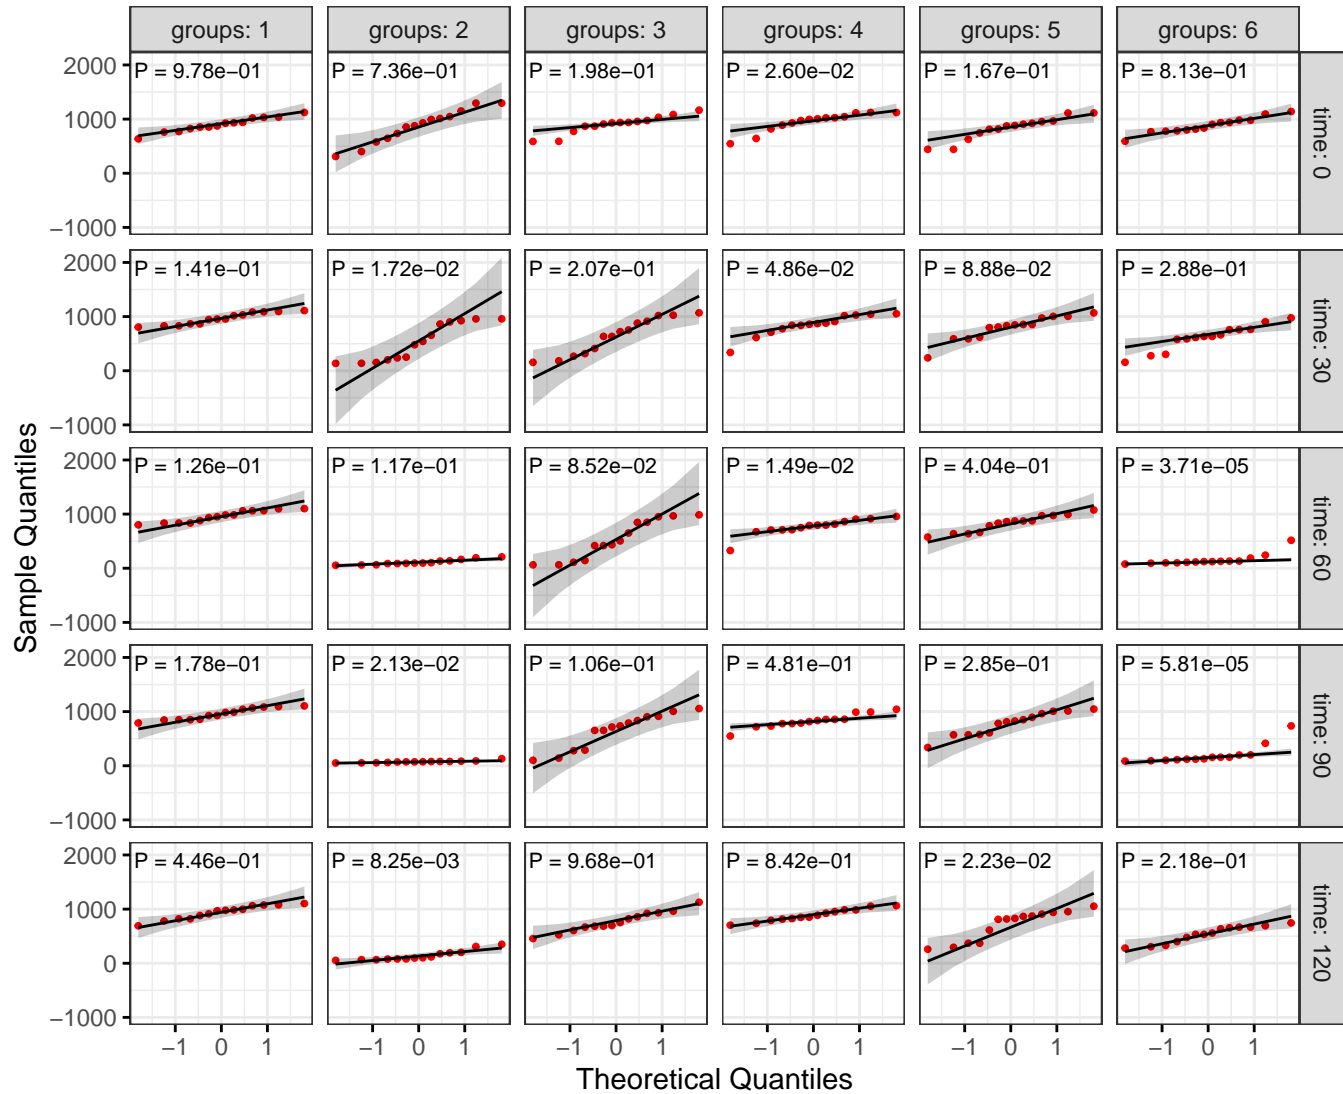 groups: 1 groups: 2 groups: 3 groups: 4 groups: 5 groups: 6
2000
P = 9.78e−01 P = 7.36e−01 P = 1.98e−01 P = 2.60e−02 P = 1.67e−01 P = 8.13e−01
1000
0
−1000
time: 0
2000
P = 1.41e−01 P = 1.72e−02 P = 2.07e−01 P = 4.86e−02 P = 8.88e−02 P = 2.88e−01
1000
0
−1000
time: 30
2000
P = 1.26e−01 P = 1.17e−01 P = 8.52e−02 P = 1.49e−02 P = 4.04e−01 P = 3.71e−05
1000
0
−1000
time: 60
2000
P = 1.78e−01 P = 2.13e−02 P = 1.06e−01 P = 4.81e−01 P = 2.85e−01 P = 5.81e−05
1000
0
−1000
time: 90
2000
P = 4.46e−01 P = 8.25e−03 P = 9.68e−01 P = 8.42e−01 P = 2.23e−02 P = 2.18e−01
1000
0
−1000
time: 120
−1 0 1 −1 0 1 −1 0 1 −1 0 1 −1 0 1 −1 0 1
Theoretical Quantiles
Sample Quantiles